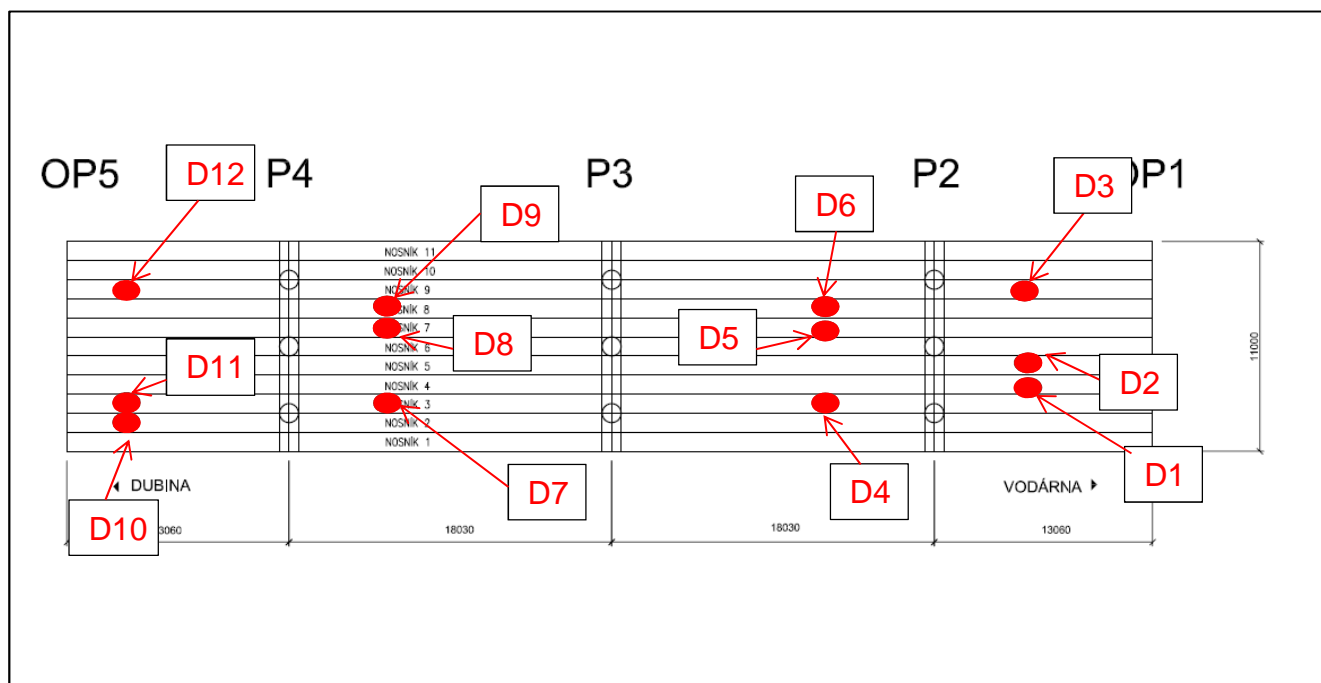 OP5
D12
P4
P3
P2
D3
OP1
D9
D6
NOSNÍK 11
NOSNÍK 10
NOSNÍK 9
NOSNÍK 8
NOSNÍK 7
NOSNÍK 6
NOSNÍK 5
NOSNÍK 4
NOSNÍK 3
NOSNÍK 2
NOSNÍK 1
D8
D5
D11
D2
11000
DUBINA
D7
D4
D1
VODÁRNA
D10
13060
18030
18030
13060